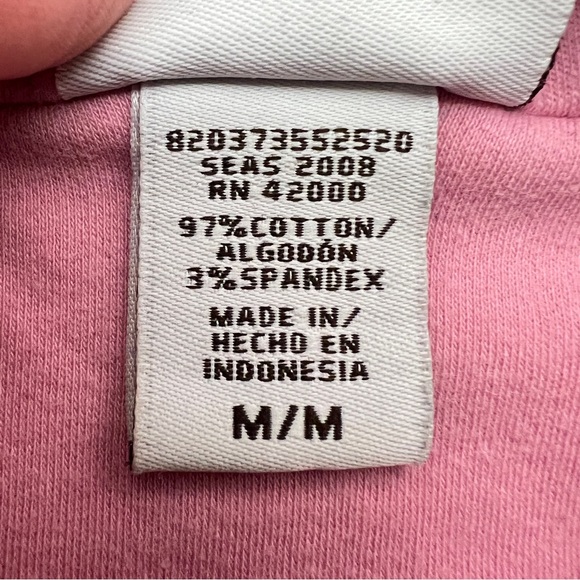 820373552520
SEAS 2008
RN 42000
97%COTTON/
ALGODÓN
3%SPANDEX
MADE IN/
HECHO EN
INDONESIA
M/M